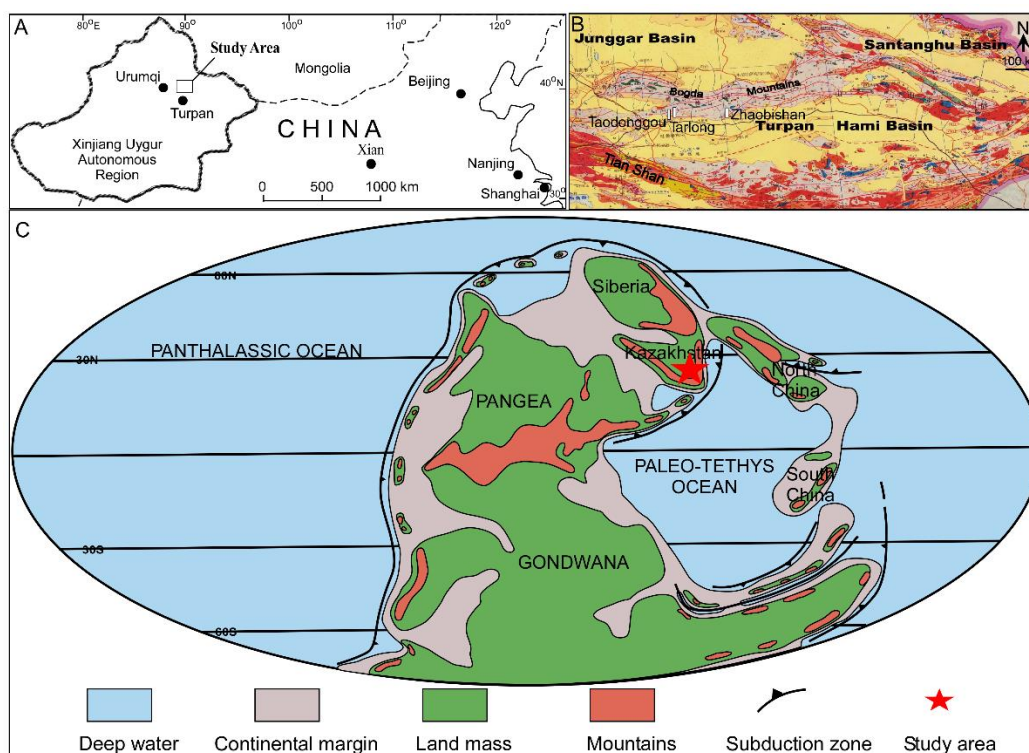 A
80°E
90°
100°
110°
120°
Study Area
Mongolia
Urumqi
Beijing
40°N
Turpan
CHINA
Xian
Xinjiang Uygur
Autonomous
Region
Nanjing
Shanghai
30°
0 500 1000 km
B
N
Junggar Basin
Santanghu Basin
100 km
Bogda Mountains
Zhaobishan
Taodonggou
Tarlong
Turpan Hami Basin
Tian Shan
C
60N
Siberia
PANTHALASSIC OCEAN
30N
Kazakhstan
North
China
PANGEA
PALEO-TETHYS
OCEAN
South
China
30S
GONDWANA
60S
Deep water
Continental margin
Land mass
Mountains
Subduction zone
Study area